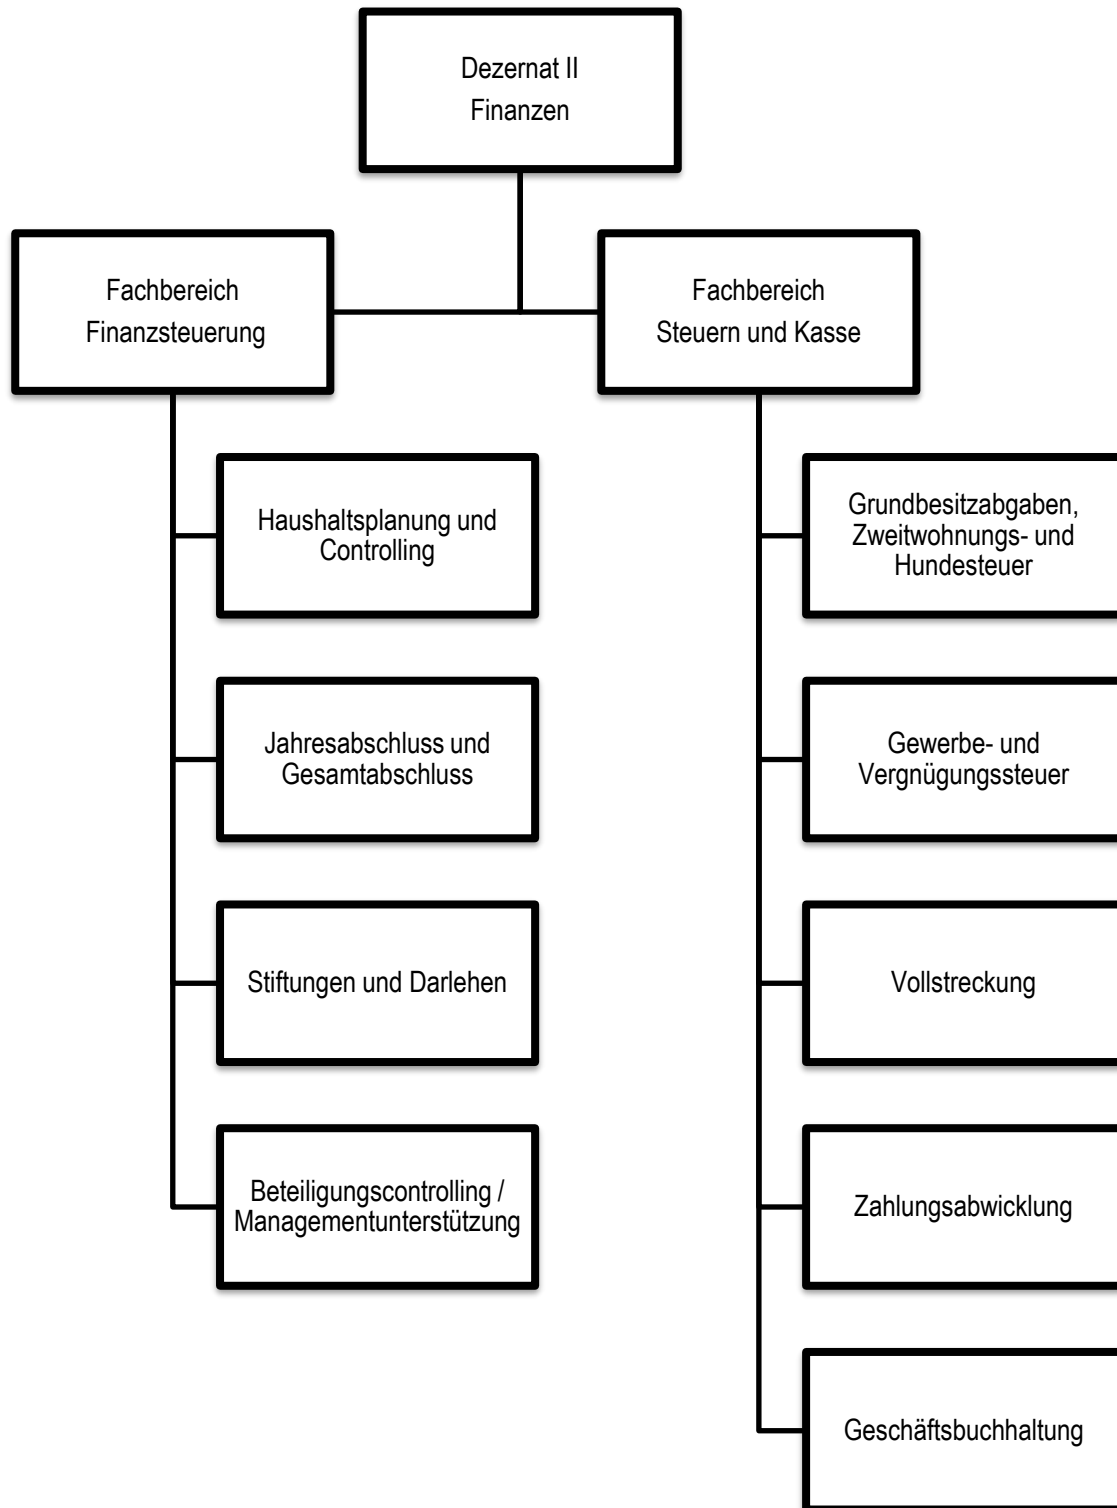 Dezernat II
Finanzen
Fachbereich
Finanzsteuerung
Fachbereich
Steuern und Kasse
Haushaltsplanung und
Controlling
Jahresabschluss und
Gesamtabschluss
Stiftungen und Darlehen
Beteiligungscontrolling /
Managementunterstützung
Grundbesitzabgaben,
Zweitwohnungs- und
Hundesteuer
Gewerbe- und
Vergnügungssteuer
Vollstreckung
Zahlungsabwicklung
Geschäftsbuchhaltung